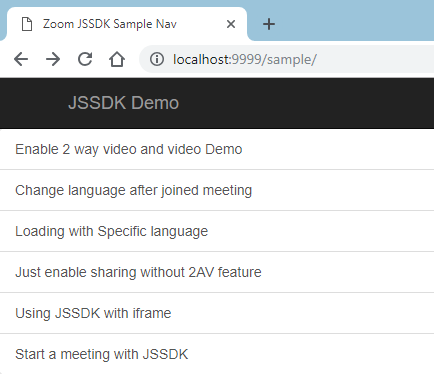 Zoom JSSDK Sample Nav
localhost:9999/sample/
JSSDK Demo
Enable 2 way video and video Demo
Change language after joined meeting
Loading with Specific language
Just enable sharing without 2AV feature
Using JSSDK with iframe
Start a meeting with JSSDK